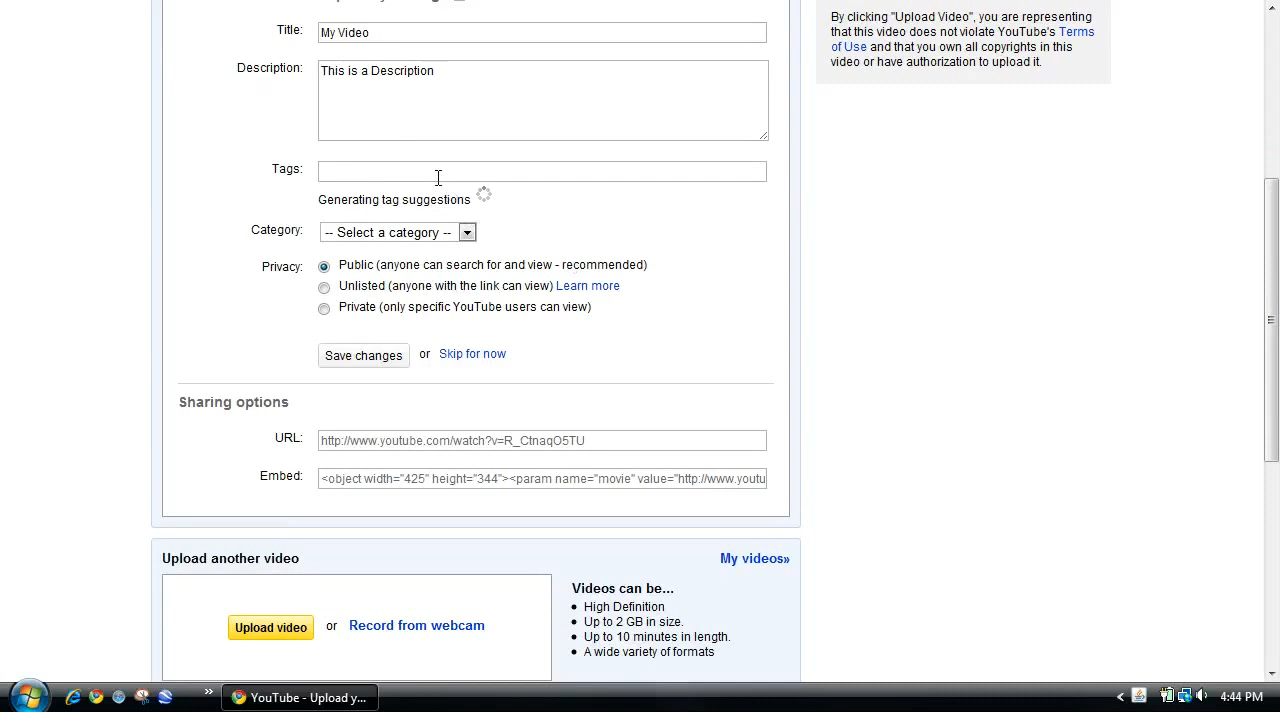 By clicking "Upload Video", you are representing
that this video does not violate YouTube's Terms
of Use and that you own all copyrights in this
video or have authorization to upload it.
Title: My Video
Description: This is a Description
Tags:
Generating tag suggestions
Category: -- Select a category --
Privacy: Public (anyone can search for and view - recommended)
Unlisted (anyone with the link can view) Learn more
Private (only specific YouTube users can view)
Save changes or Skip for now
Sharing options
URL: http://www.youtube.com/watch?v=R_CtnaqO5TU
Embed: <object width="425" height="344"><param name="movie" value="http://www.youtu
Upload another video My videos»
Upload video or Record from webcam
Videos can be...
High Definition
Up to 2 GB in size.
Up to 10 minutes in length.
A wide variety of formats
YouTube - Upload y...
4:44 PM